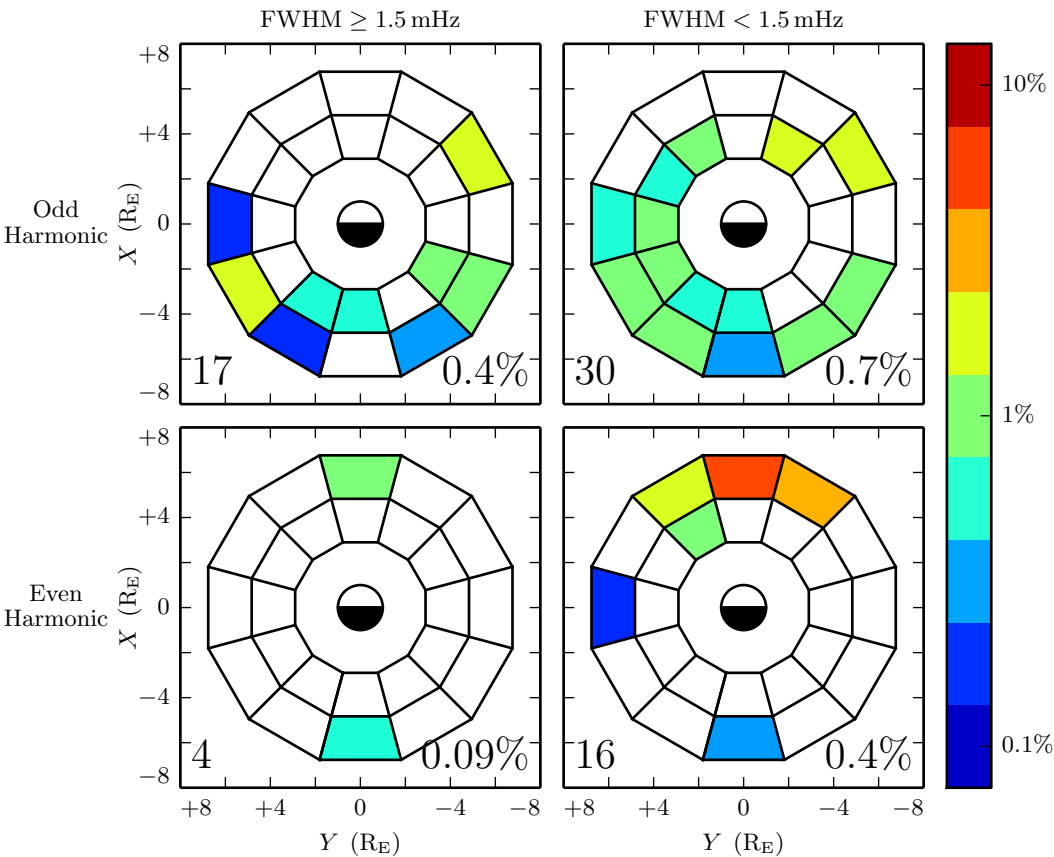 FWHM ≥ 1.5 mHz
FWHM < 1.5 mHz
Odd
Harmonic
X (R_E)
+8
+4
0
−4
−8
17
0.4%
30
0.7%
Even
Harmonic
X (R_E)
+8
+4
0
−4
−8
4
0.09%
16
0.4%
+8 +4 0 −4 −8
Y (R_E)
+8 +4 0 −4 −8
Y (R_E)
10%
1%
0.1%